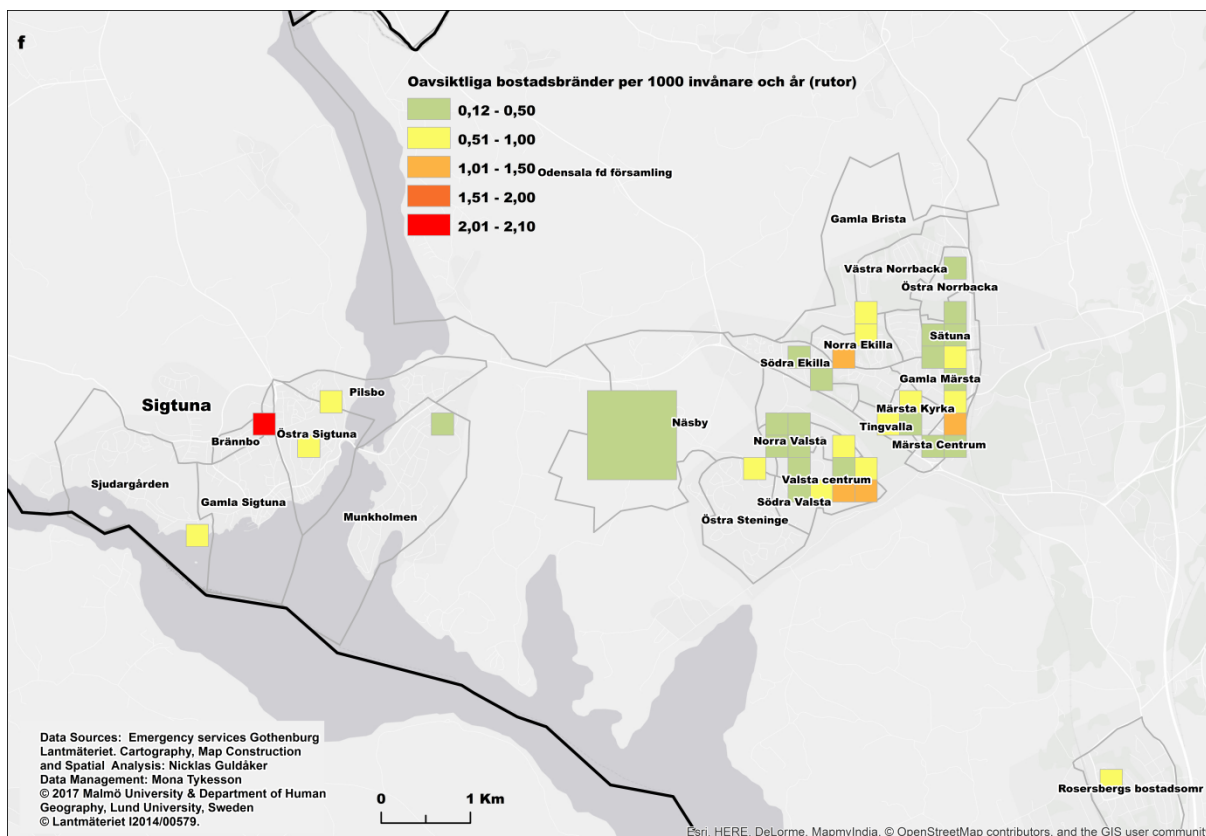 f
Oavsiktliga bostadsbränder per 1000 invånare och år (rutor)
0,12 - 0,50
0,51 - 1,00
1,01 - 1,50
1,51 - 2,00
2,01 - 2,10
Odensala fd församling
Gamla Brista
Västra Norrbacka
Östra Norrbacka
Sätuna
Norra Ekilla
Södra Ekilla
Gamla Märsta
Pilsbo
Sigtuna
Märsta Kyrka
Näsby
Tingvalla
Östra Sigtuna
Brännbo
Norra Valsta
Märsta Centrum
Valsta centrum
Sjudargården
Gamla Sigtuna
Södra Valsta
Munkholmen
Östra Steninge
Data Sources: Emergency services Gothenburg
Lantmäteriet. Cartography, Map Construction
and Spatial Analysis: Nicklas Guldåker
Data Management: Mona Tykesson
© 2017 Malmö University & Department of Human
Geography, Lund University, Sweden
© Lantmäteriet I2014/00579.
0 1 Km
Rosersbergs bostadsomr
Esri, HERE, DeLorme, MapmyIndia, © OpenStreetMap contributors, and the GIS user communit